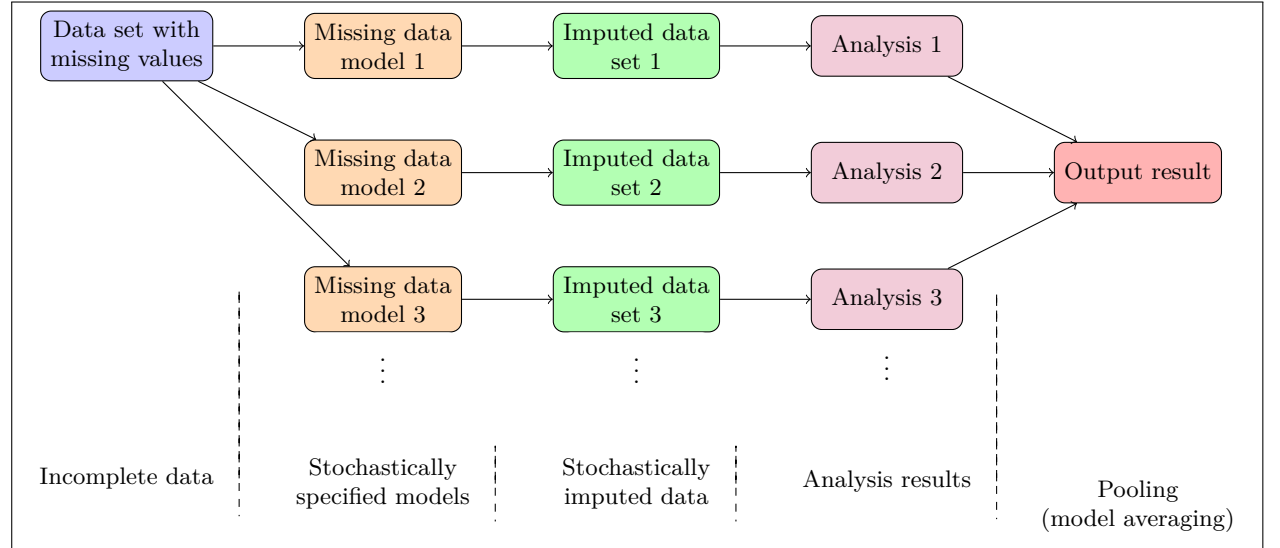 Data set with
missing values
Missing data
model 1
Imputed data
set 1
Analysis 1
Missing data
model 2
Imputed data
set 2
Analysis 2
Output result
Missing data
model 3
Imputed data
set 3
Analysis 3
Incomplete data
Stochastically
specified models
Stochastically
imputed data
Analysis results
Pooling
(model averaging)